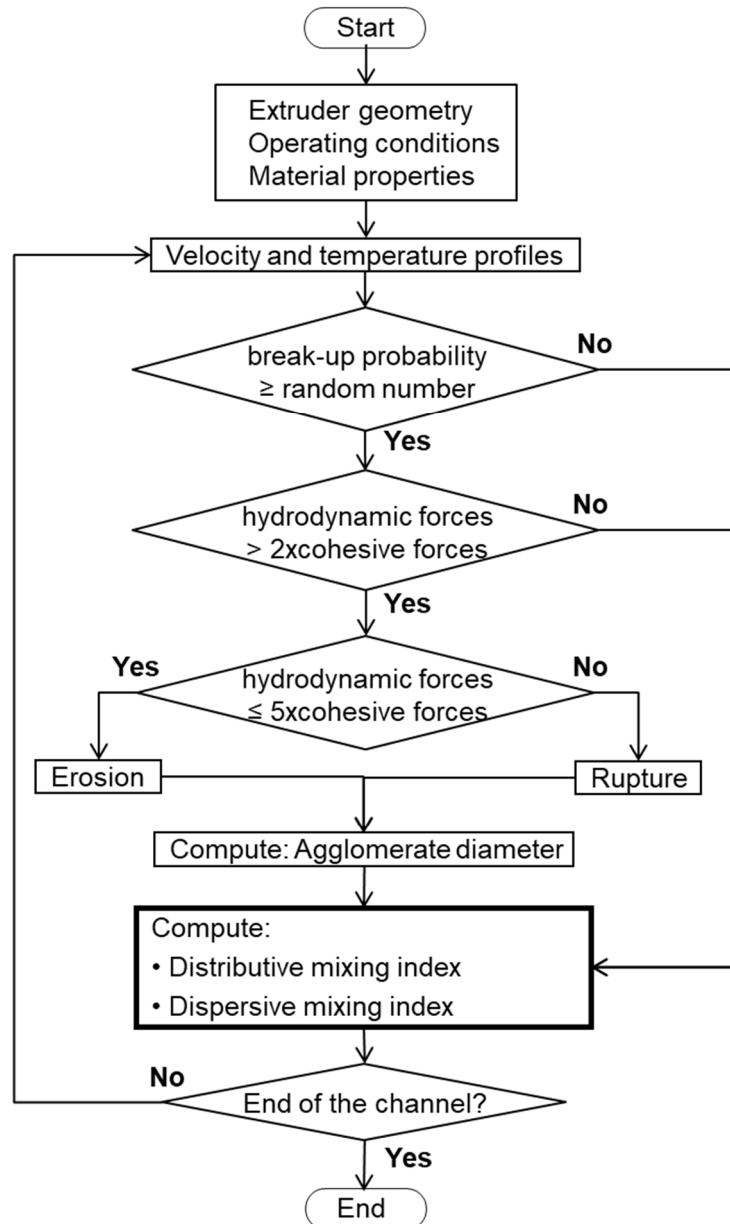 Start
Extruder geometry
Operating conditions
Material properties
Velocity and temperature profiles
break-up probability
≥ random number
No
Yes
hydrodynamic forces
> 2xcohesive forces
No
Yes
hydrodynamic forces
≤ 5xcohesive forces
Yes
No
Erosion
Rupture
Compute: Agglomerate diameter
Compute:
• Distributive mixing index
• Dispersive mixing index
No
End of the channel?
Yes
End